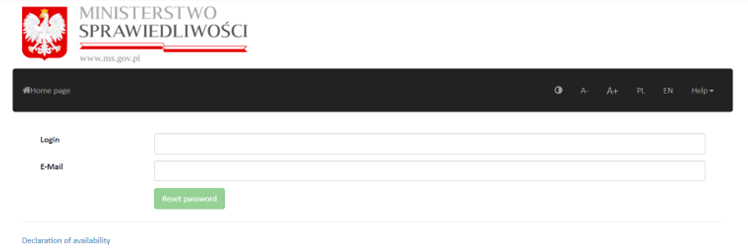 MINISTERSTWO
SPRAWIEDLIWOŚCI
www.ms.gov.pl
Home page A- A+ PL EN Help
Login
E-Mail
Reset password
Declaration of availability